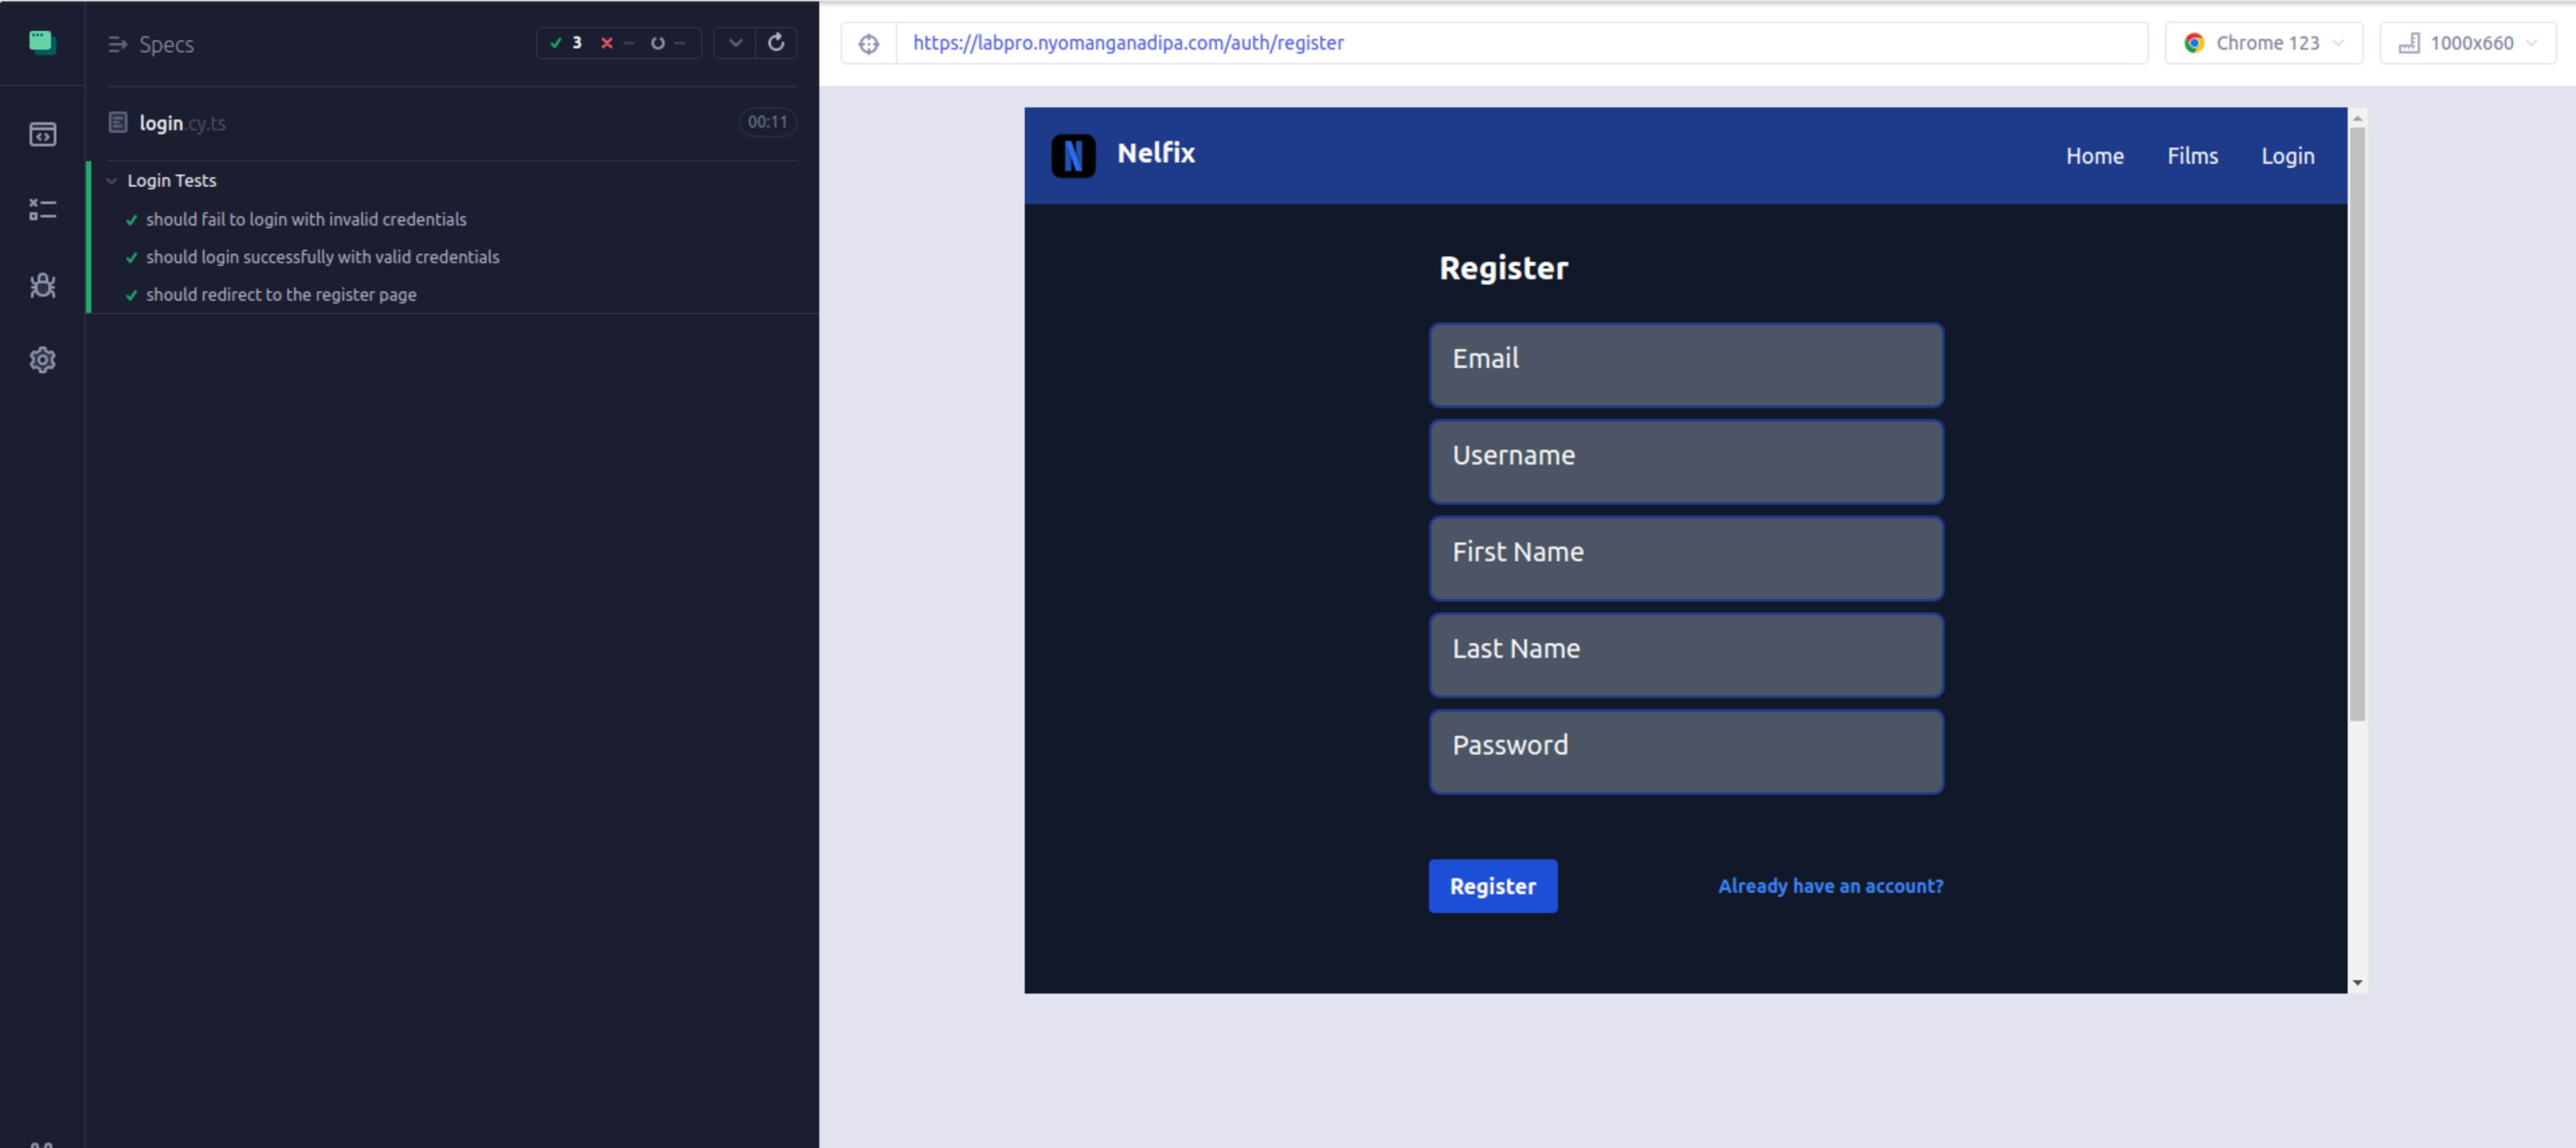 Specs
3 -- --
login.cy.ts
00:11
Login Tests
should fail to login with invalid credentials
should login successfully with valid credentials
should redirect to the register page
https://labpro.nyomanganadipa.com/auth/register
Chrome 123
1000x660
N Nelfix
Home Films Login
Register
Email
Username
First Name
Last Name
Password
Register
Already have an account?